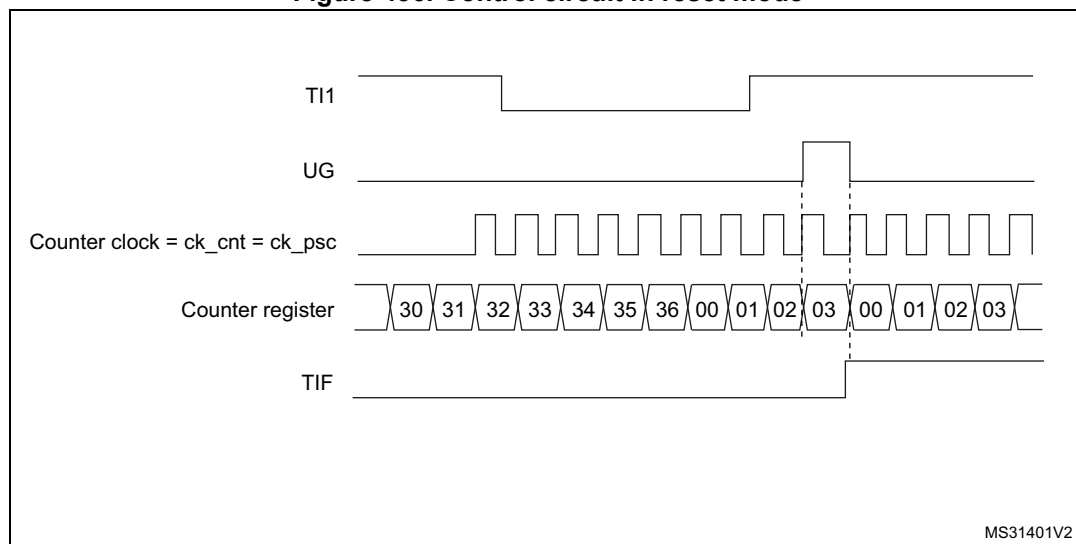 TI1
UG
Counter clock = ck_cnt = ck_psc
Counter register 30 31 32 33 34 35 36 00 01 02 03 00 01 02 03
TIF
MS31401V2